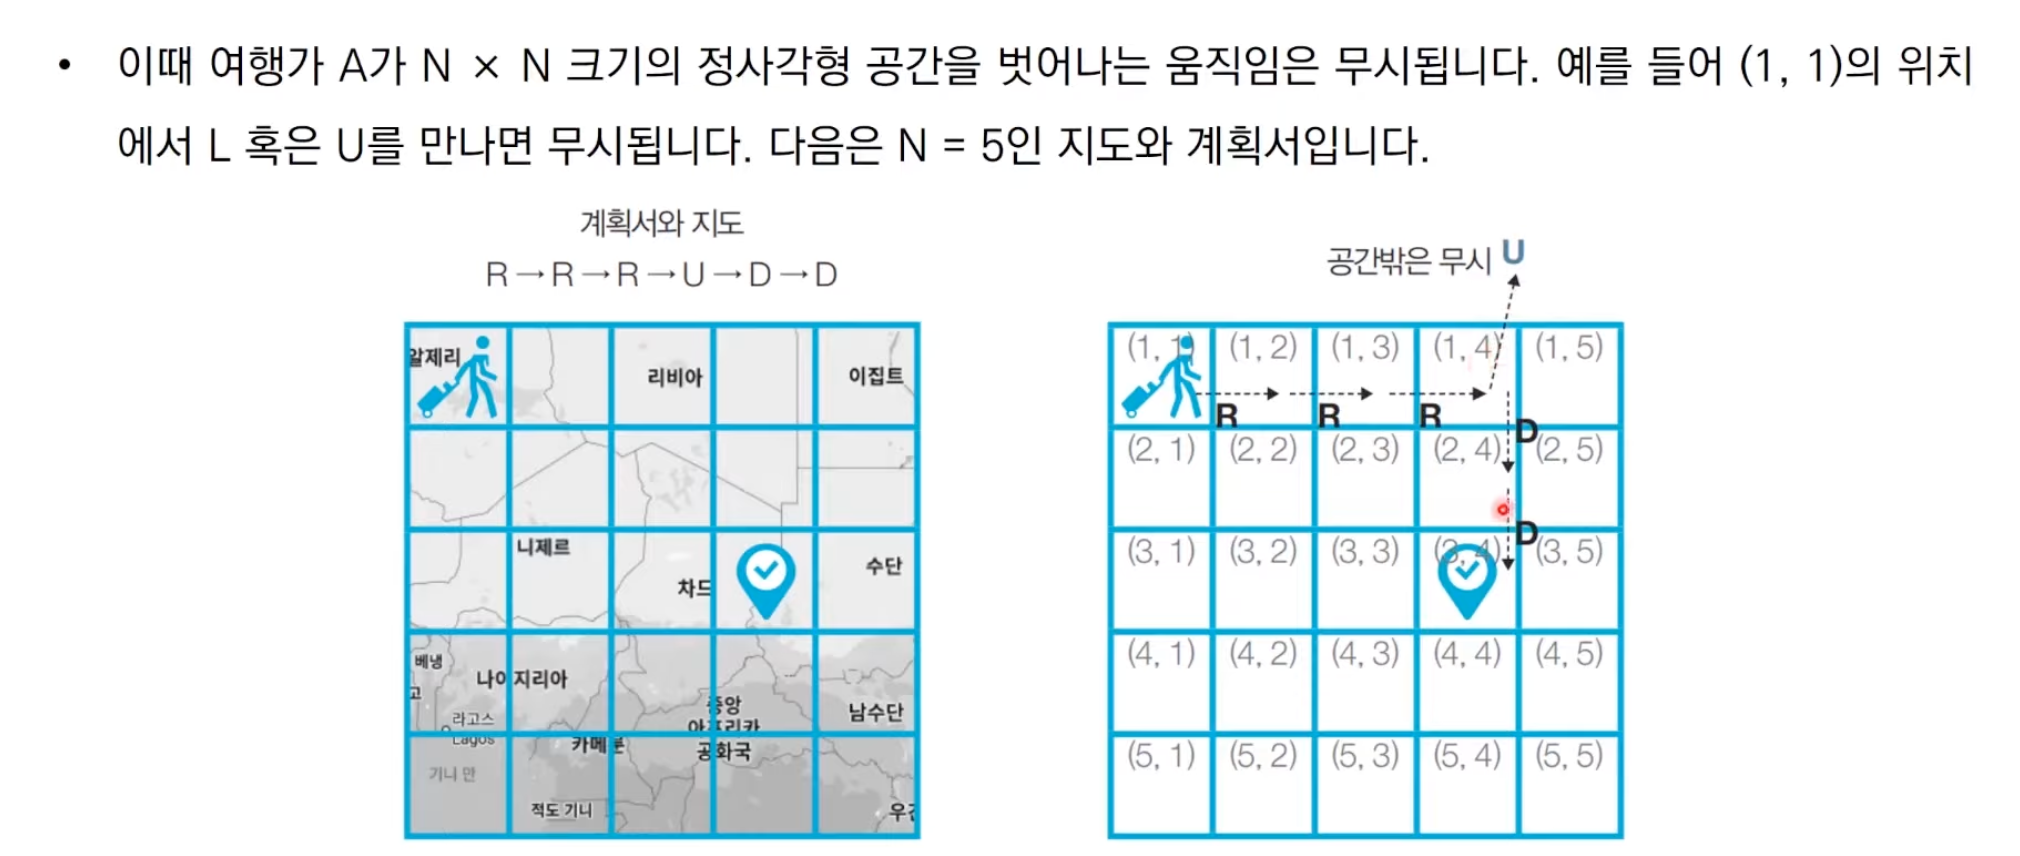 • 이때 여행가 A가 N × N 크기의 정사각형 공간을 벗어나는 움직임은 무시됩니다. 예를 들어 (1, 1)의 위치
에서 L 혹은 U를 만나면 무시됩니다. 다음은 N = 5인 지도와 계획서입니다.
계획서와 지도
R→R→R→U→D→D
알제리
리비아
이집트
니제르
차드
수단
베냉
고
나이지리아
라고스
Lagos
중앙
아프리카
공화국
남수단
카메룬
기니 만
적도 기니
우간
공간밖은 무시 U
(1, 1) (1, 2) (1, 3) (1, 4) (1, 5)
R R R D
(2, 1) (2, 2) (2, 3) (2, 4) (2, 5)
D
(3, 1) (3, 2) (3, 3) (3, 4) (3, 5)
(4, 1) (4, 2) (4, 3) (4, 4) (4, 5)
(5, 1) (5, 2) (5, 3) (5, 4) (5, 5)